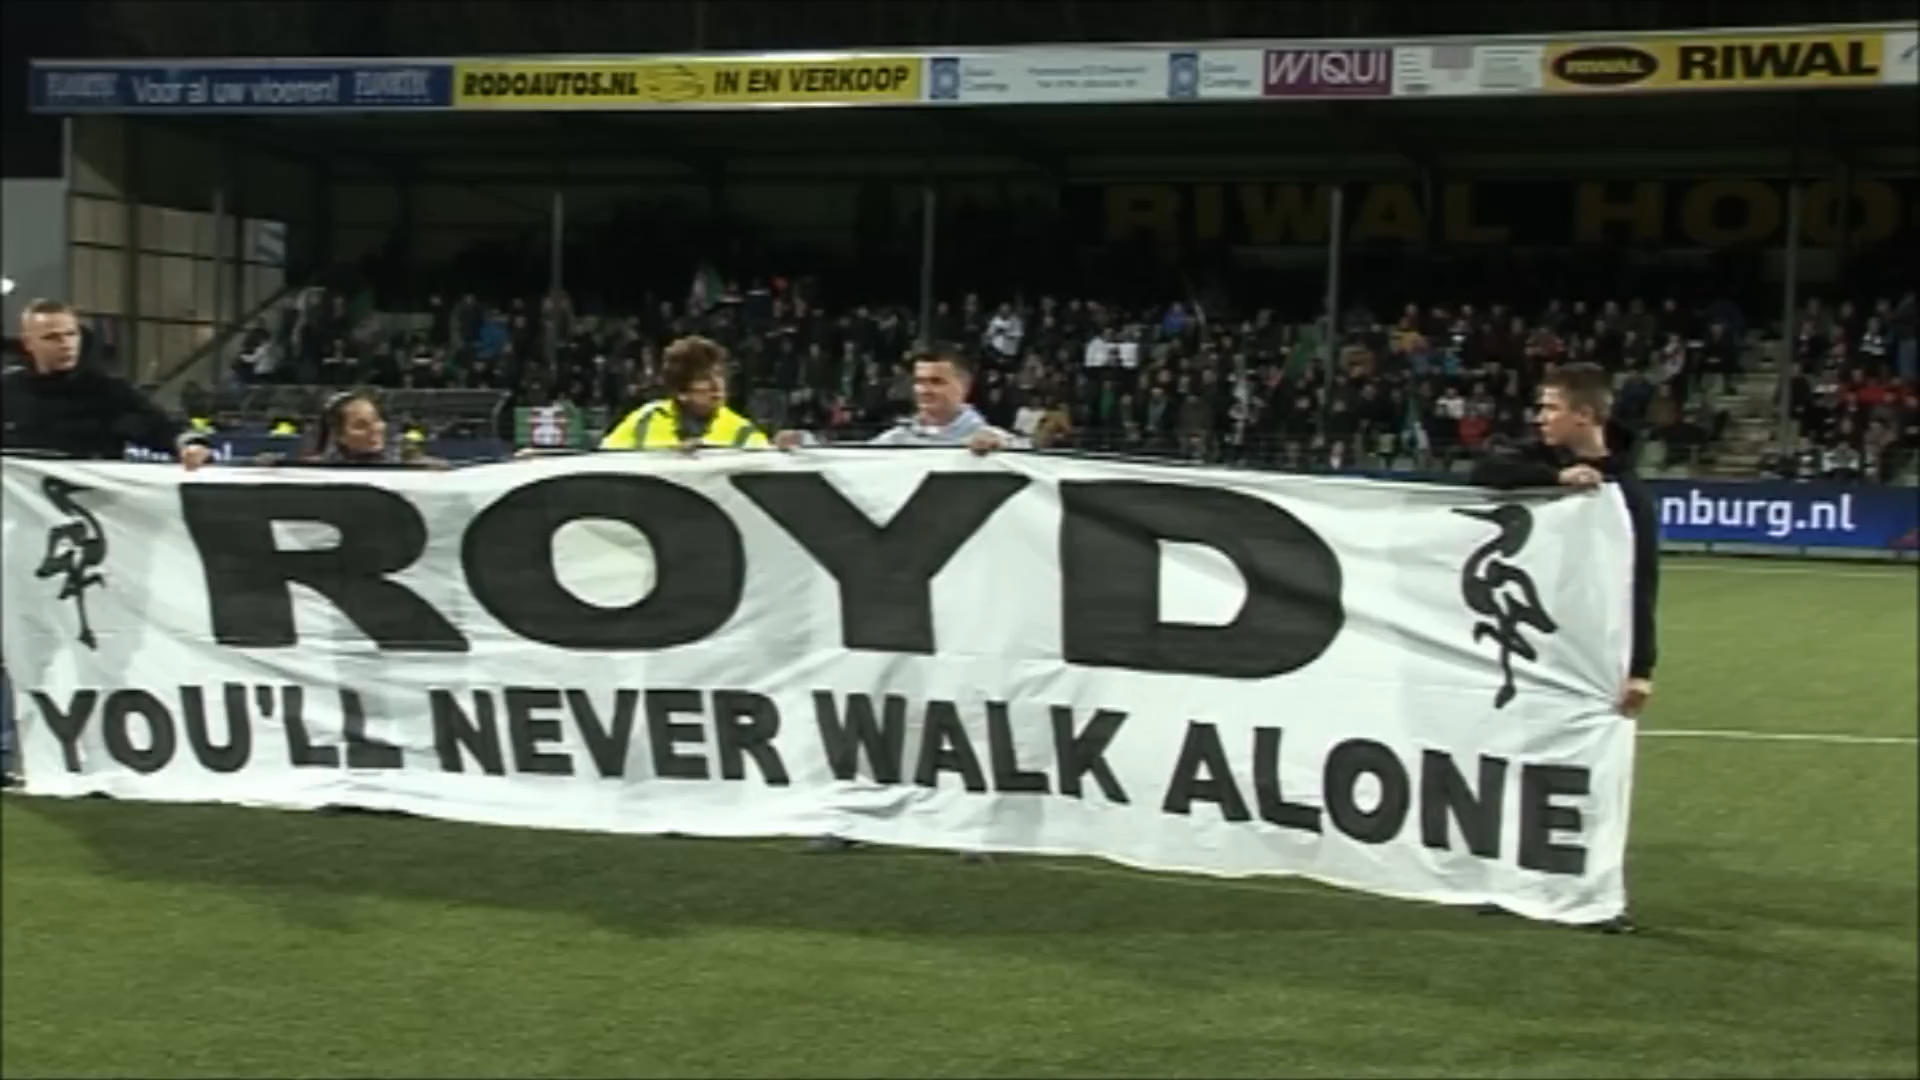 Voor al uw vloeren!
RODOAUTOS.NL IN EN VERKOOP
WIQUI
RIWAL RIWAL
RIWAL HOO
nburg.nl
ROYD
YOU'LL NEVER WALK ALONE